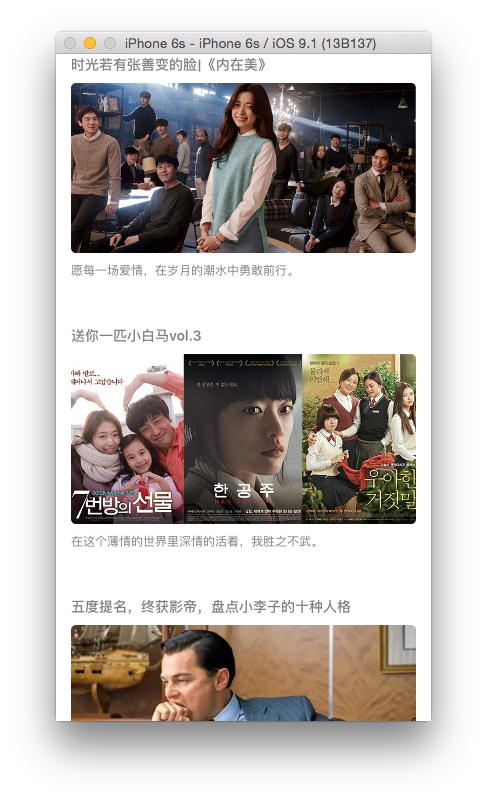 iPhone 6s - iPhone 6s / iOS 9.1 (13B137)
时光若有张善变的脸|《内在美》
愿每一场爱情，在岁月的潮水中勇敢前行。
送你一匹小白马vol.3
7번방의 선물
한공주
우아한
거짓말
在这个薄情的世界里深情的活着，我胜之不武。
五度提名，终获影帝，盘点小李子的十种人格